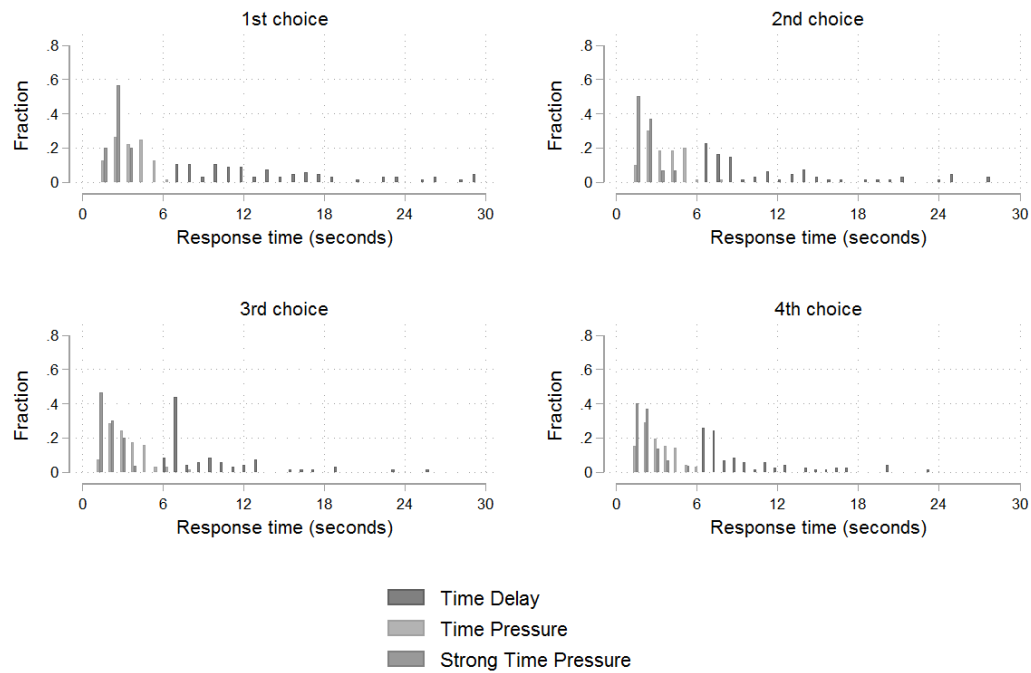 1st choice
.8
.6
.4
.2
0
Fraction
0 6 12 18 24 30
Response time (seconds)
2nd choice
.8
.6
.4
.2
0
Fraction
0 6 12 18 24 30
Response time (seconds)
3rd choice
.8
.6
.4
.2
0
Fraction
0 6 12 18 24 30
Response time (seconds)
4th choice
.8
.6
.4
.2
0
Fraction
0 6 12 18 24 30
Response time (seconds)
Time Delay
Time Pressure
Strong Time Pressure